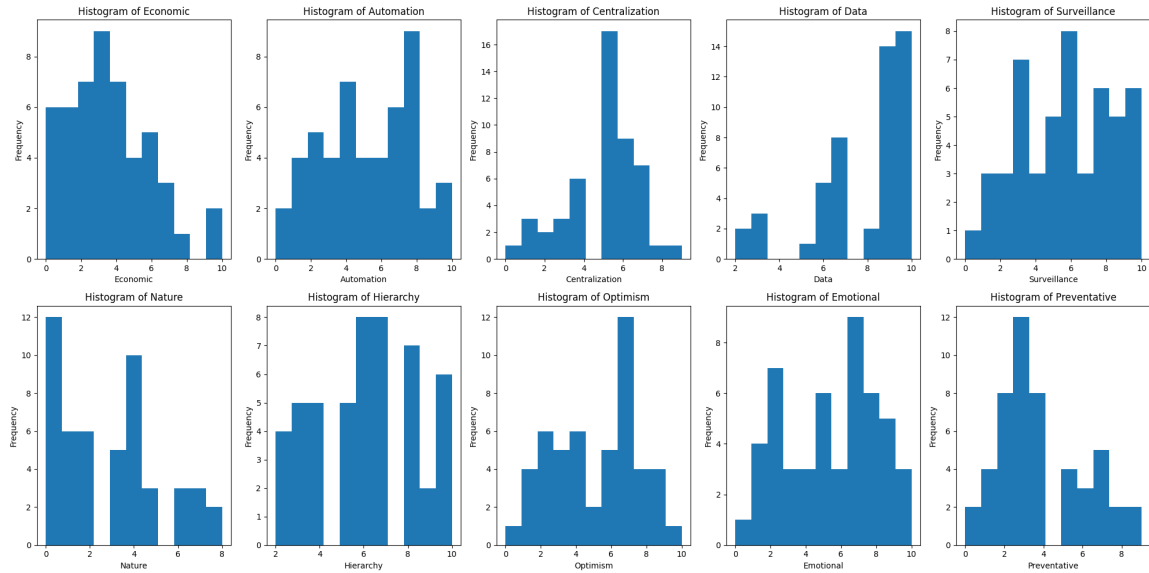 Histogram of Economic
Frequency
8
6
4
2
0
0 2 4 6 8 10
Economic
Histogram of Automation
Frequency
8
6
4
2
0
0 2 4 6 8 10
Automation
Histogram of Centralization
Frequency
16
14
12
10
8
6
4
2
0
0 2 4 6 8
Centralization
Histogram of Data
Frequency
14
12
10
8
6
4
2
0
2 4 6 8 10
Data
Histogram of Surveillance
Frequency
8
7
6
5
4
3
2
1
0
0 2 4 6 8 10
Surveillance
Histogram of Nature
Frequency
12
10
8
6
4
2
0
0 2 4 6 8
Nature
Histogram of Hierarchy
Frequency
8
7
6
5
4
3
2
1
0
2 4 6 8 10
Hierarchy
Histogram of Optimism
Frequency
12
10
8
6
4
2
0
0 2 4 6 8 10
Optimism
Histogram of Emotional
Frequency
8
6
4
2
0
0 2 4 6 8 10
Emotional
Histogram of Preventative
Frequency
12
10
8
6
4
2
0
0 2 4 6 8
Preventative